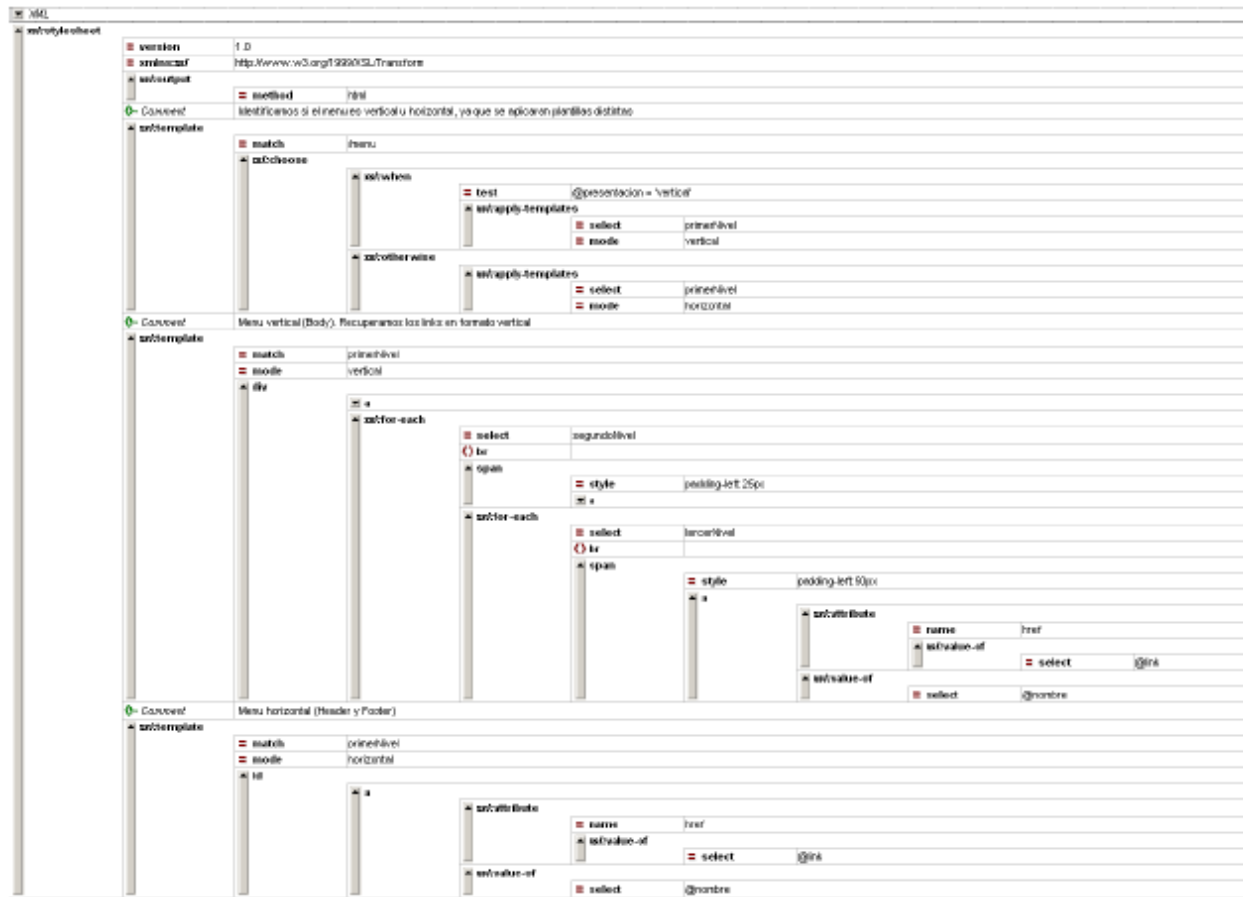 XML
xsl:stylesheet
version 1.0
xmlns:xsl http://www.w3.org/1999/XSL/Transform
xsl:output
method html
Comment Identificamos si el menu es vertical u horizontal, ya que se aplicaran plantillas distintas
xsl:template
match /menu
xsl:choose
xsl:when
test @presentacion = 'vertical'
xsl:apply-templates
select primerNivel
mode vertical
xsl:otherwise
xsl:apply-templates
select primerNivel
mode horizontal
Comment Menu vertical (Body). Recuperamos los links en formato vertical
xsl:template
match primerNivel
mode vertical
div
a
xsl:for-each
select segundoNivel
br
span
style padding-left:25px
a
xsl:for-each
select tercerNivel
br
span
style padding-left:50px
a
xsl:attribute
name href
xsl:value-of
select @link
xsl:value-of
select @nombre
Comment Menu horizontal (Header y Footer)
xsl:template
match primerNivel
mode horizontal
td
a
xsl:attribute
name href
xsl:value-of
select @link
xsl:value-of
select @nombre